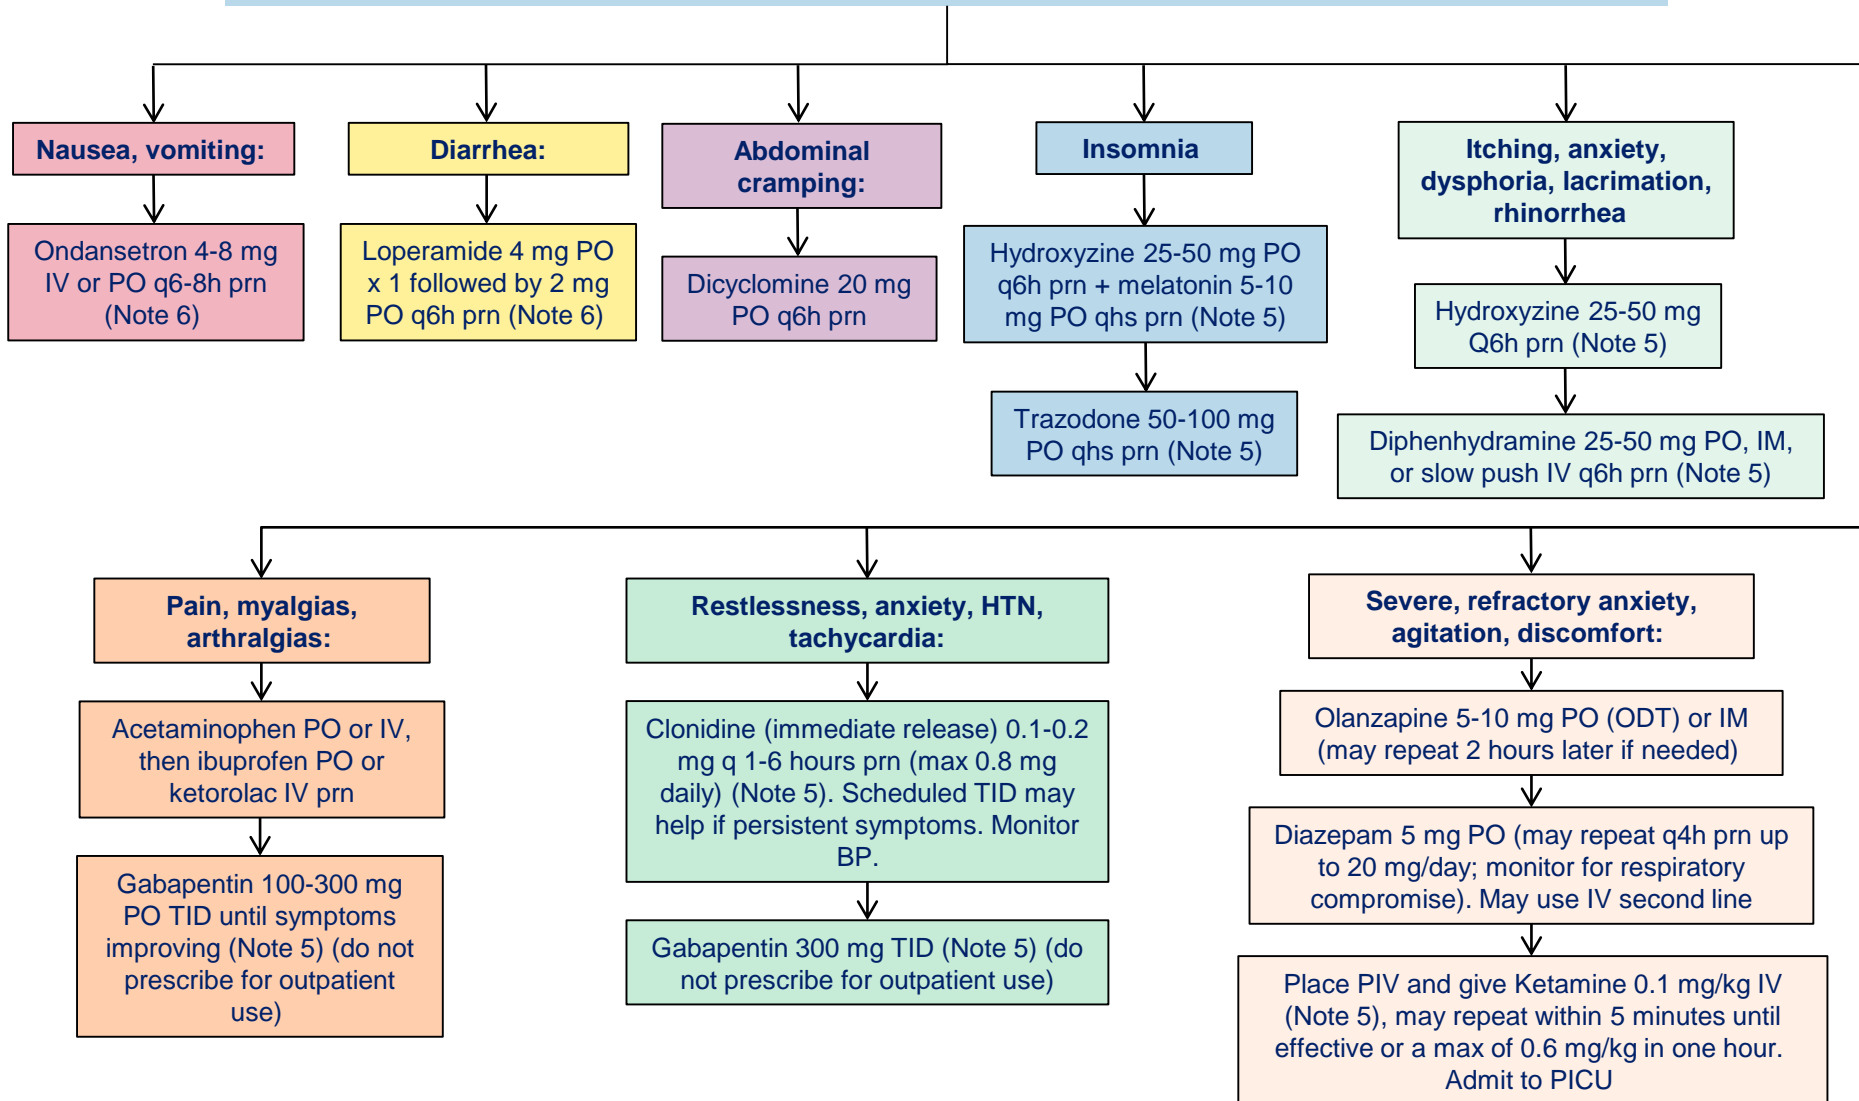 Nausea, vomiting:
Ondansetron 4-8 mg
IV or PO q6-8h prn
(Note 6)
Diarrhea:
Loperamide 4 mg PO
x 1 followed by 2 mg
PO q6h prn (Note 6)
Abdominal
cramping:
Dicyclomine 20 mg
PO q6h prn
Insomnia
Hydroxyzine 25-50 mg PO
q6h prn + melatonin 5-10
mg PO qhs prn (Note 5)
Trazodone 50-100 mg
PO qhs prn (Note 5)
Itching, anxiety,
dysphoria, lacrimation,
rhinorrhea
Hydroxyzine 25-50 mg
Q6h prn (Note 5)
Diphenhydramine 25-50 mg PO, IM,
or slow push IV q6h prn (Note 5)
Pain, myalgias,
arthralgias:
Acetaminophen PO or IV,
then ibuprofen PO or
ketorolac IV prn
Gabapentin 100-300 mg
PO TID until symptoms
improving (Note 5) (do not
prescribe for outpatient
use)
Restlessness, anxiety, HTN,
tachycardia:
Clonidine (immediate release) 0.1-0.2
mg q 1-6 hours prn (max 0.8 mg
daily) (Note 5). Scheduled TID may
help if persistent symptoms. Monitor
BP.
Gabapentin 300 mg TID (Note 5) (do
not prescribe for outpatient use)
Severe, refractory anxiety,
agitation, discomfort:
Olanzapine 5-10 mg PO (ODT) or IM
(may repeat 2 hours later if needed)
Diazepam 5 mg PO (may repeat q4h prn up
to 20 mg/day; monitor for respiratory
compromise). May use IV second line
Place PIV and give Ketamine 0.1 mg/kg IV
(Note 5), may repeat within 5 minutes until
effective or a max of 0.6 mg/kg in one hour.
Admit to PICU